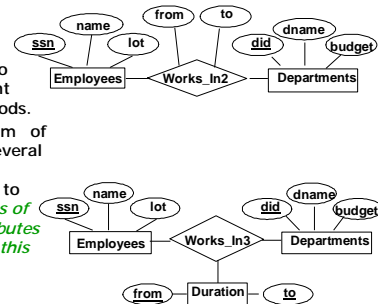 from to
name dname
ssn lot did budget
o
nt Employees Works_In2 Departments
ods.
m of
everal
to
s of name dname
ssn lot did budget
butes
this Employees Works_In3 Departments
from Duration to